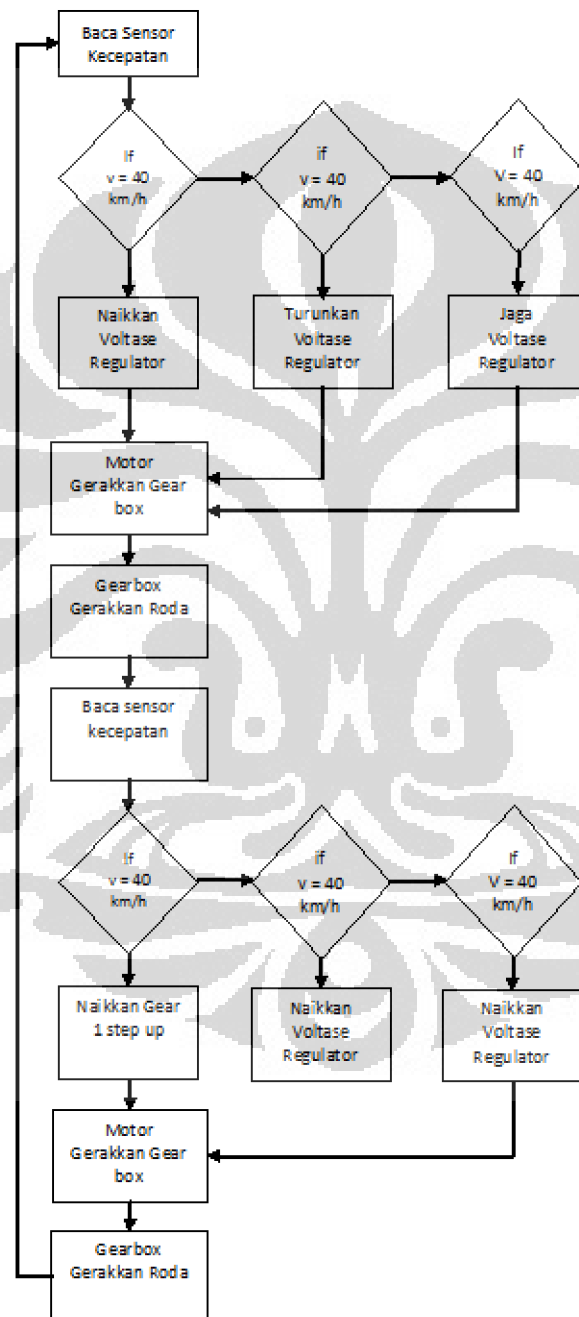 Baca Sensor
Kecepatan
If
v = 40
km/h
if
v = 40
km/h
If
V = 40
km/h
Naikkan
Voltase
Regulator
Turunkan
Voltase
Regulator
Jaga
Voltase
Regulator
Motor
Gerakkan Gear
box
Gearbox
Gerakkan Roda
Baca sensor
kecepatan
If
v = 40
km/h
if
v = 40
km/h
If
V = 40
km/h
Naikkan Gear
1 step up
Naikkan
Voltase
Regulator
Naikkan
Voltase
Regulator
Motor
Gerakkan Gear
box
Gearbox
Gerakkan Roda